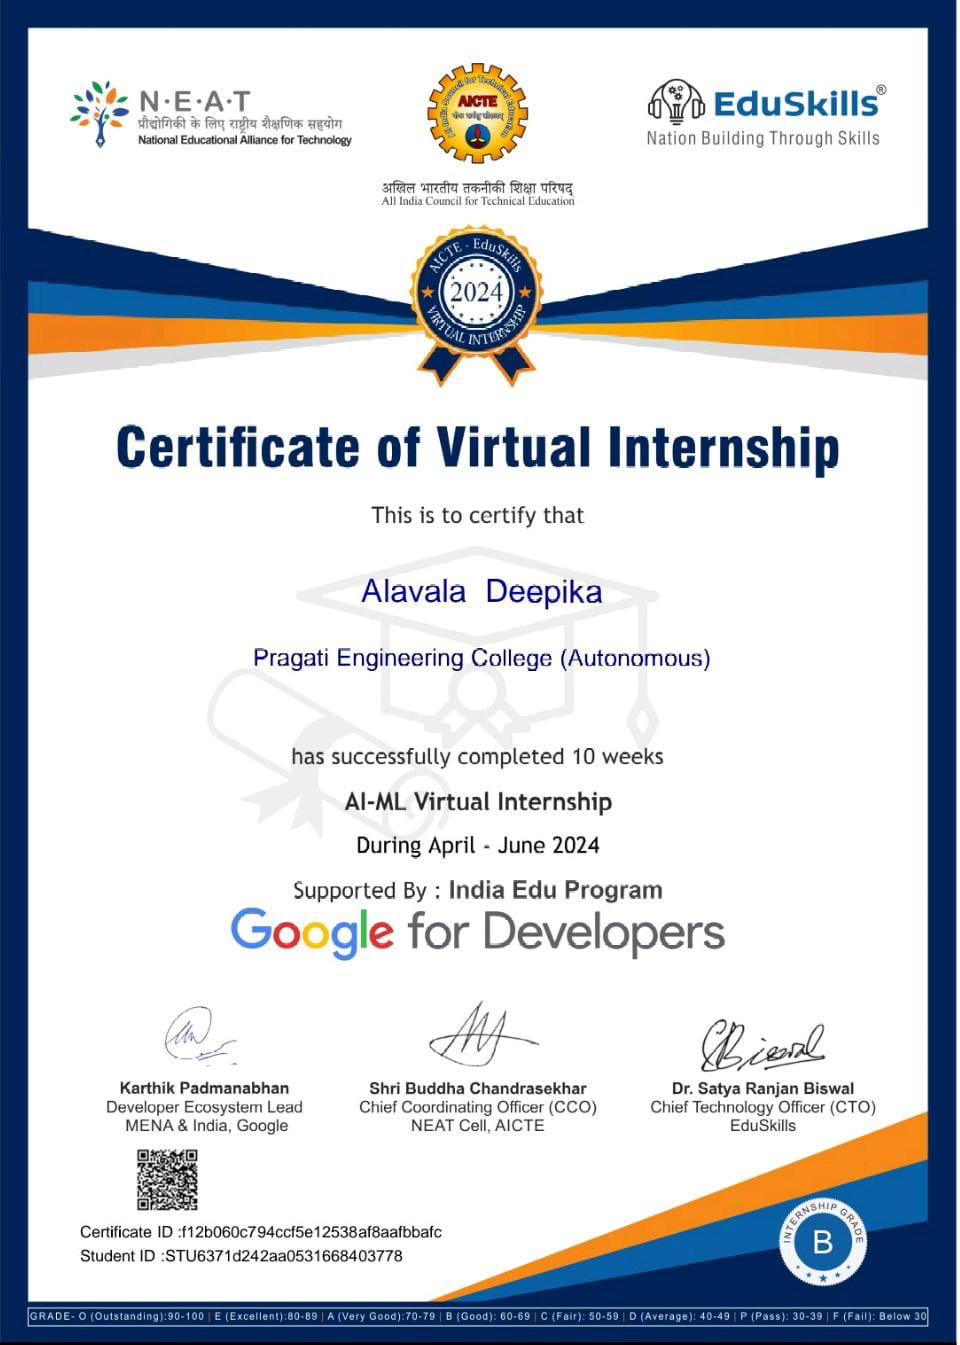 N·E·A·T
प्रौद्योगिकी के लिए राष्ट्रीय शैक्षणिक सहयोग
National Educational Alliance for Technology
All India Council for Technical Education
AICTE
अखिल भारतीय तकनीकी शिक्षा परिषद्
All India Council for Technical Education
EduSkills®
Nation Building Through Skills
AICTE - EduSkills
2024
VIRTUAL INTERNSHIP
Certificate of Virtual Internship
This is to certify that
Alavala Deepika
Pragati Engineering College (Autonomous)
has successfully completed 10 weeks
AI-ML Virtual Internship
During April - June 2024
Supported By : India Edu Program
Google for Developers
Karthik Padmanabhan
Developer Ecosystem Lead
MENA & India, Google
Shri Buddha Chandrasekhar
Chief Coordinating Officer (CCO)
NEAT Cell, AICTE
Dr. Satya Ranjan Biswal
Chief Technology Officer (CTO)
EduSkills
Certificate ID :f12b060c794ccf5e12538af8aafbbafc
Student ID :STU6371d242aa0531668403778
INTERNSHIP GRADE
B
GRADE- O (Outstanding):90-100 | E (Excellent):80-89 | A (Very Good):70-79 | B (Good): 60-69 | C (Fair): 50-59 | D (Average): 40-49 | P (Pass): 30-39 | F (Fail): Below 30